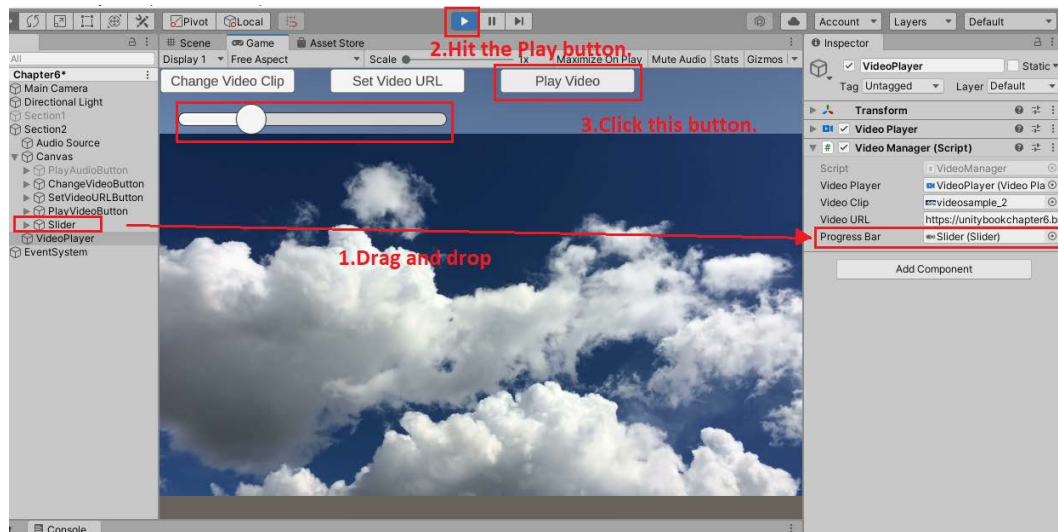 Pivot Local Account Layers Default
Scene Game Asset Store
2.Hit the Play button.
Display 1 Free Aspect Scale 1x Maximize On Play Mute Audio Stats Gizmos
All
Chapter6*
Main Camera
Directional Light
Section1
Section2
Audio Source
Canvas
PlayAudioButton
ChangeVideoButton
SetVideoURLButton
PlayVideoButton
Slider
VideoPlayer
EventSystem
Change Video Clip Set Video URL Play Video
3.Click this button.
1.Drag and drop
Inspector
VideoPlayer Static
Tag Untagged Layer Default
Transform
Video Player
Video Manager (Script)
Script VideoManager
Video Player VideoPlayer (Video Pla
Video Clip videosample_2
Video URL https://unitybookchapter6.b
Progress Bar Slider (Slider)
Add Component
Console